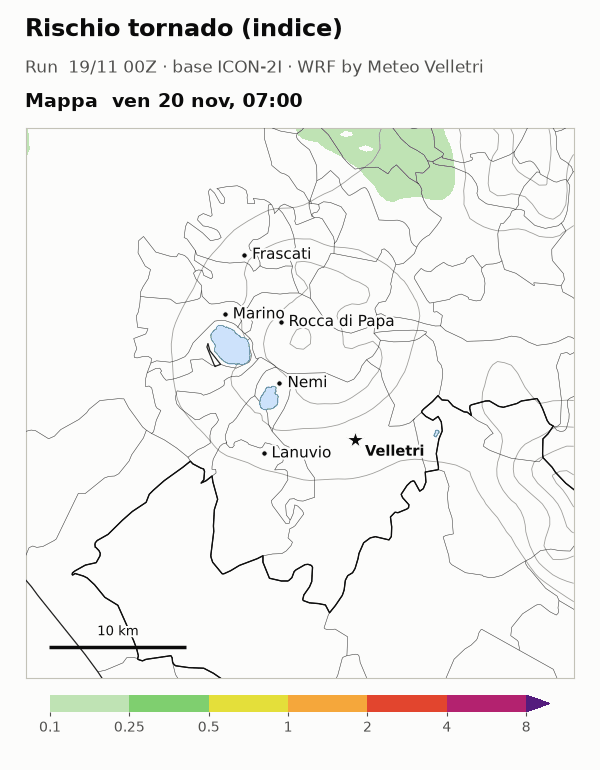 Rischio tornado (indice)
Run  19/11 00Z · base ICON-2I · WRF by Meteo Velletri
Mappa  ven 20 nov, 07:00
Frascati
Marino
Rocca di Papa
Nemi
Velletri
Lanuvio
10 km
0.1 0.25 0.5 1 2 4 8